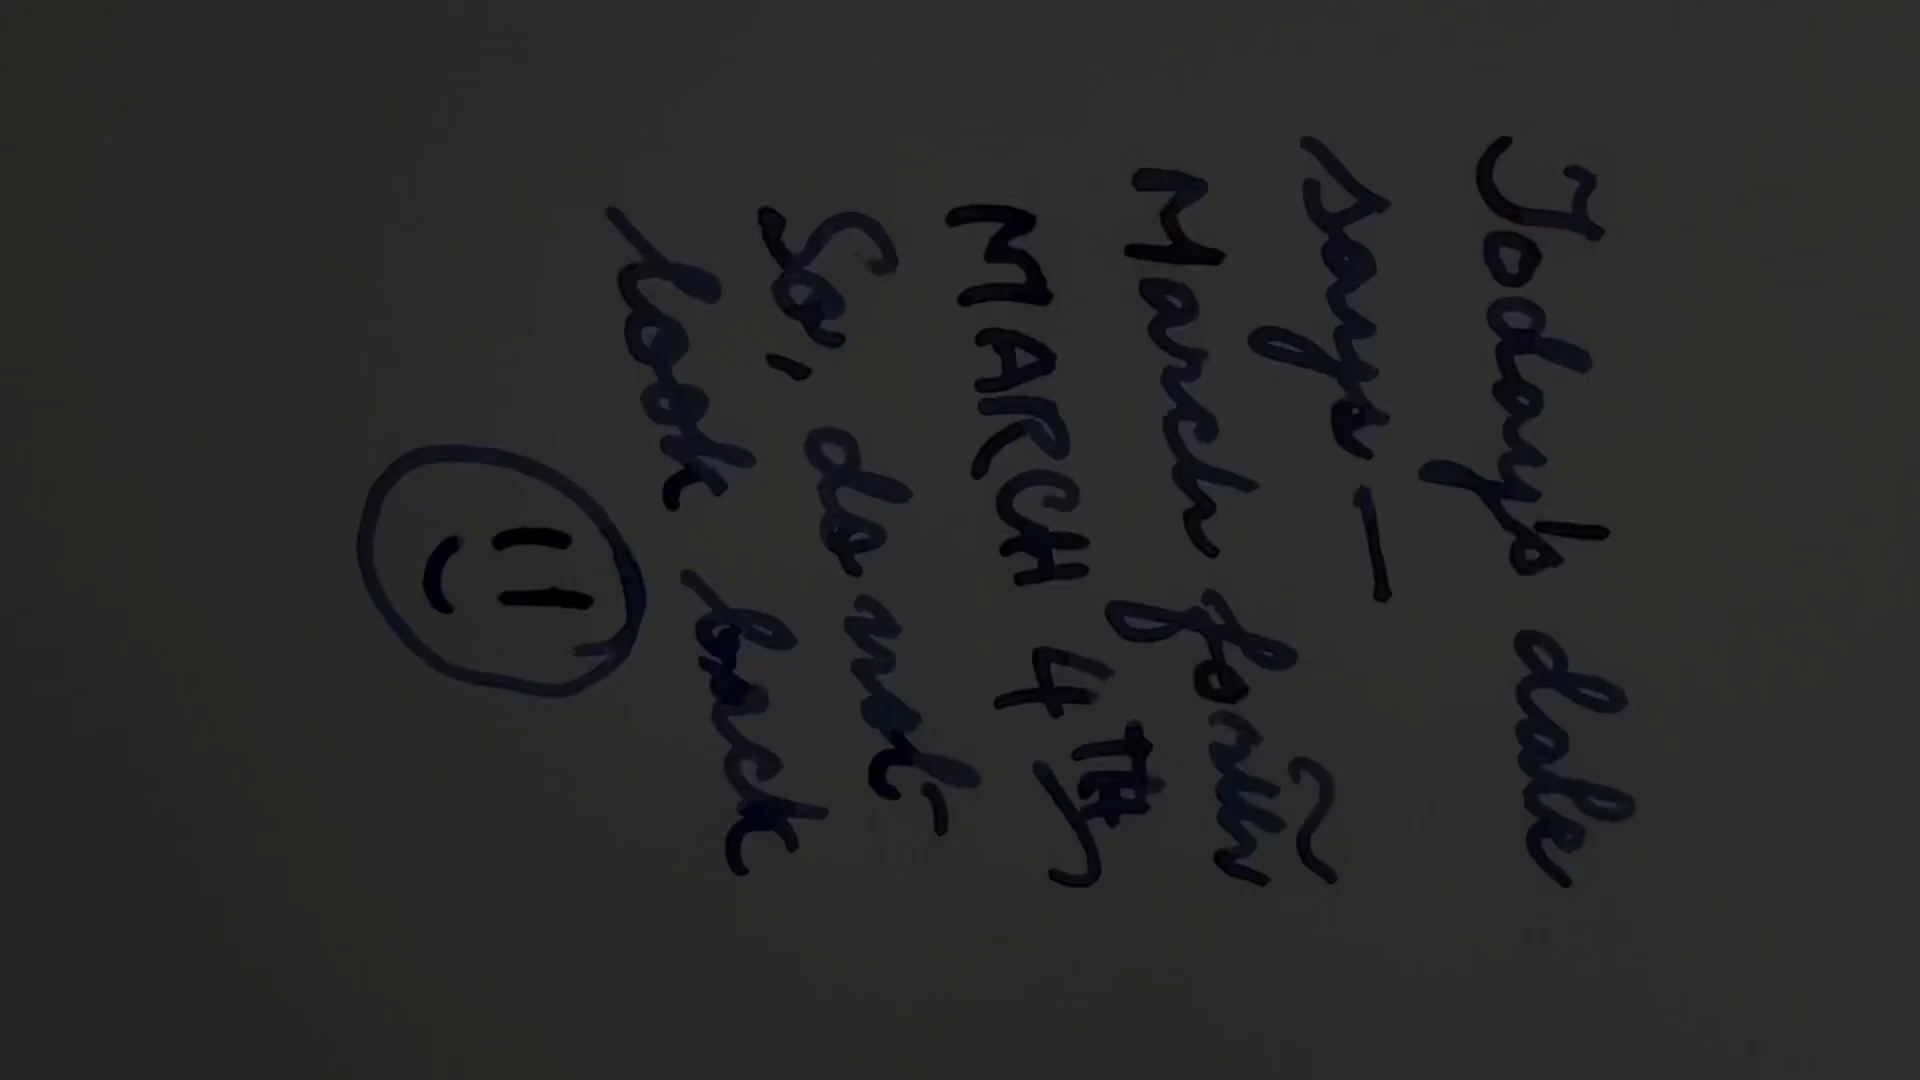 Today's date
says —
March forth ~
MARCH 4TH
So, do not
look back